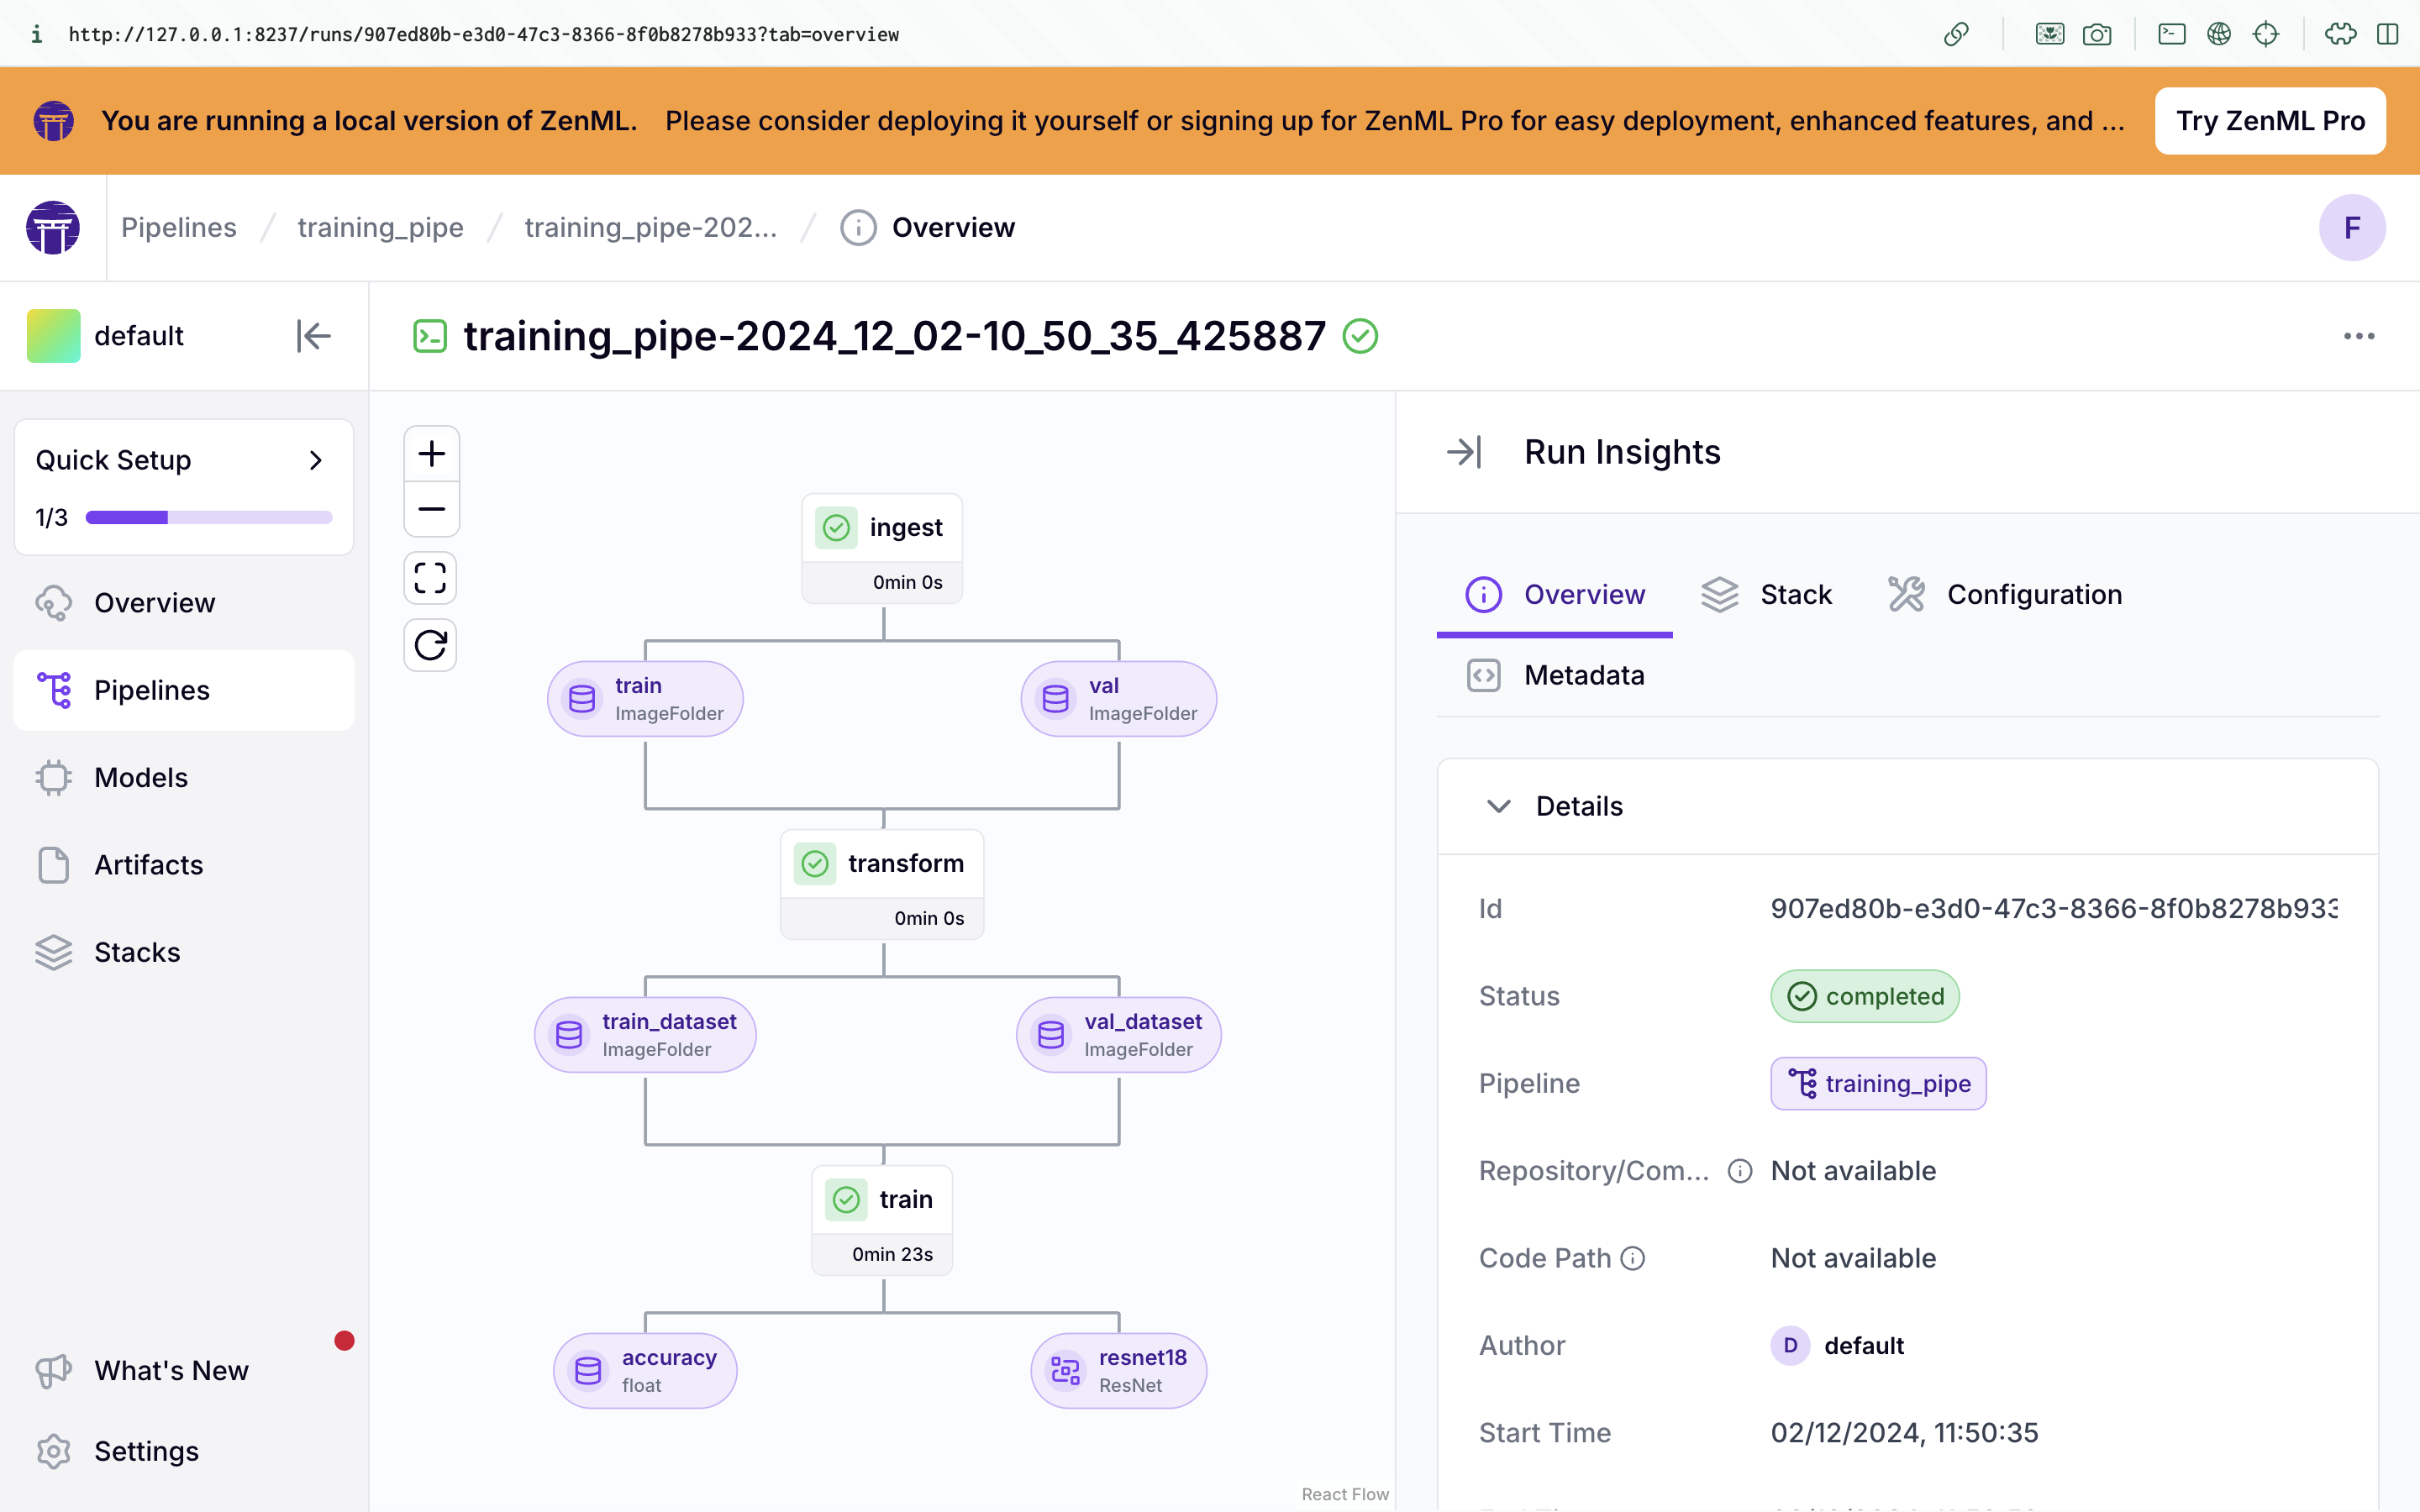 http://127.0.0.1:8237/runs/907ed80b-e3d0-47c3-8366-8f0b8278b933?tab=overview
You are running a local version of ZenML. Please consider deploying it yourself or signing up for ZenML Pro for easy deployment, enhanced features, and ...
Try ZenML Pro
Pipelines / training_pipe / training_pipe-202... / Overview
F
default
training_pipe-2024_12_02-10_50_35_425887
Quick Setup
1/3
Overview
Pipelines
Models
Artifacts
Stacks
What's New
Settings
ingest
0min 0s
train
ImageFolder
val
ImageFolder
transform
0min 0s
train_dataset
ImageFolder
val_dataset
ImageFolder
train
0min 23s
accuracy
float
resnet18
ResNet
React Flow
Run Insights
Overview
Stack
Configuration
Metadata
Details
Id 907ed80b-e3d0-47c3-8366-8f0b8278b933
Status completed
Pipeline training_pipe
Repository/Com... Not available
Code Path Not available
Author D default
Start Time 02/12/2024, 11:50:35